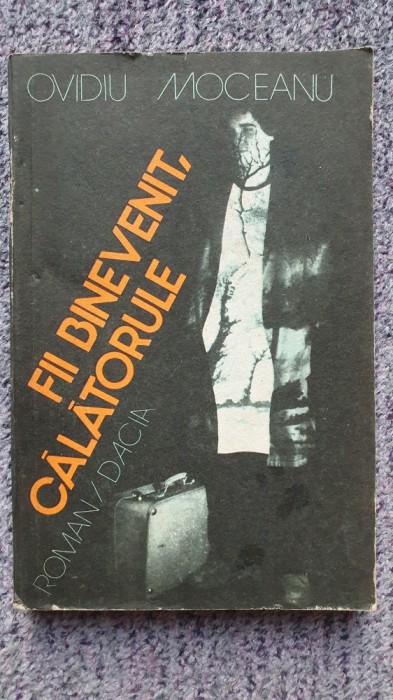 OVIDIU MOCEANU
FII BINEVENIT,
CĂLĂTORULE
ROMAN / DACIA